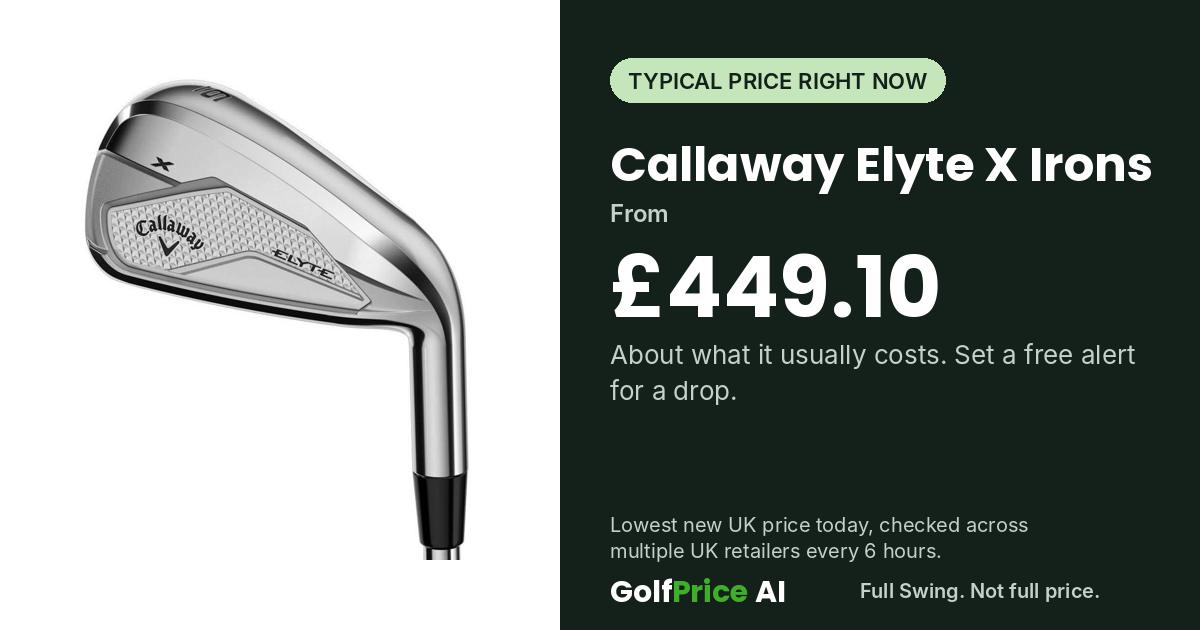 X
Callaway
ELYTE
TYPICAL PRICE RIGHT NOW
Callaway Elyte X Irons
From
£449.10
About what it usually costs. Set a free alert
for a drop.
Lowest new UK price today, checked across
multiple UK retailers every 6 hours.
GolfPrice AI
Full Swing. Not full price.